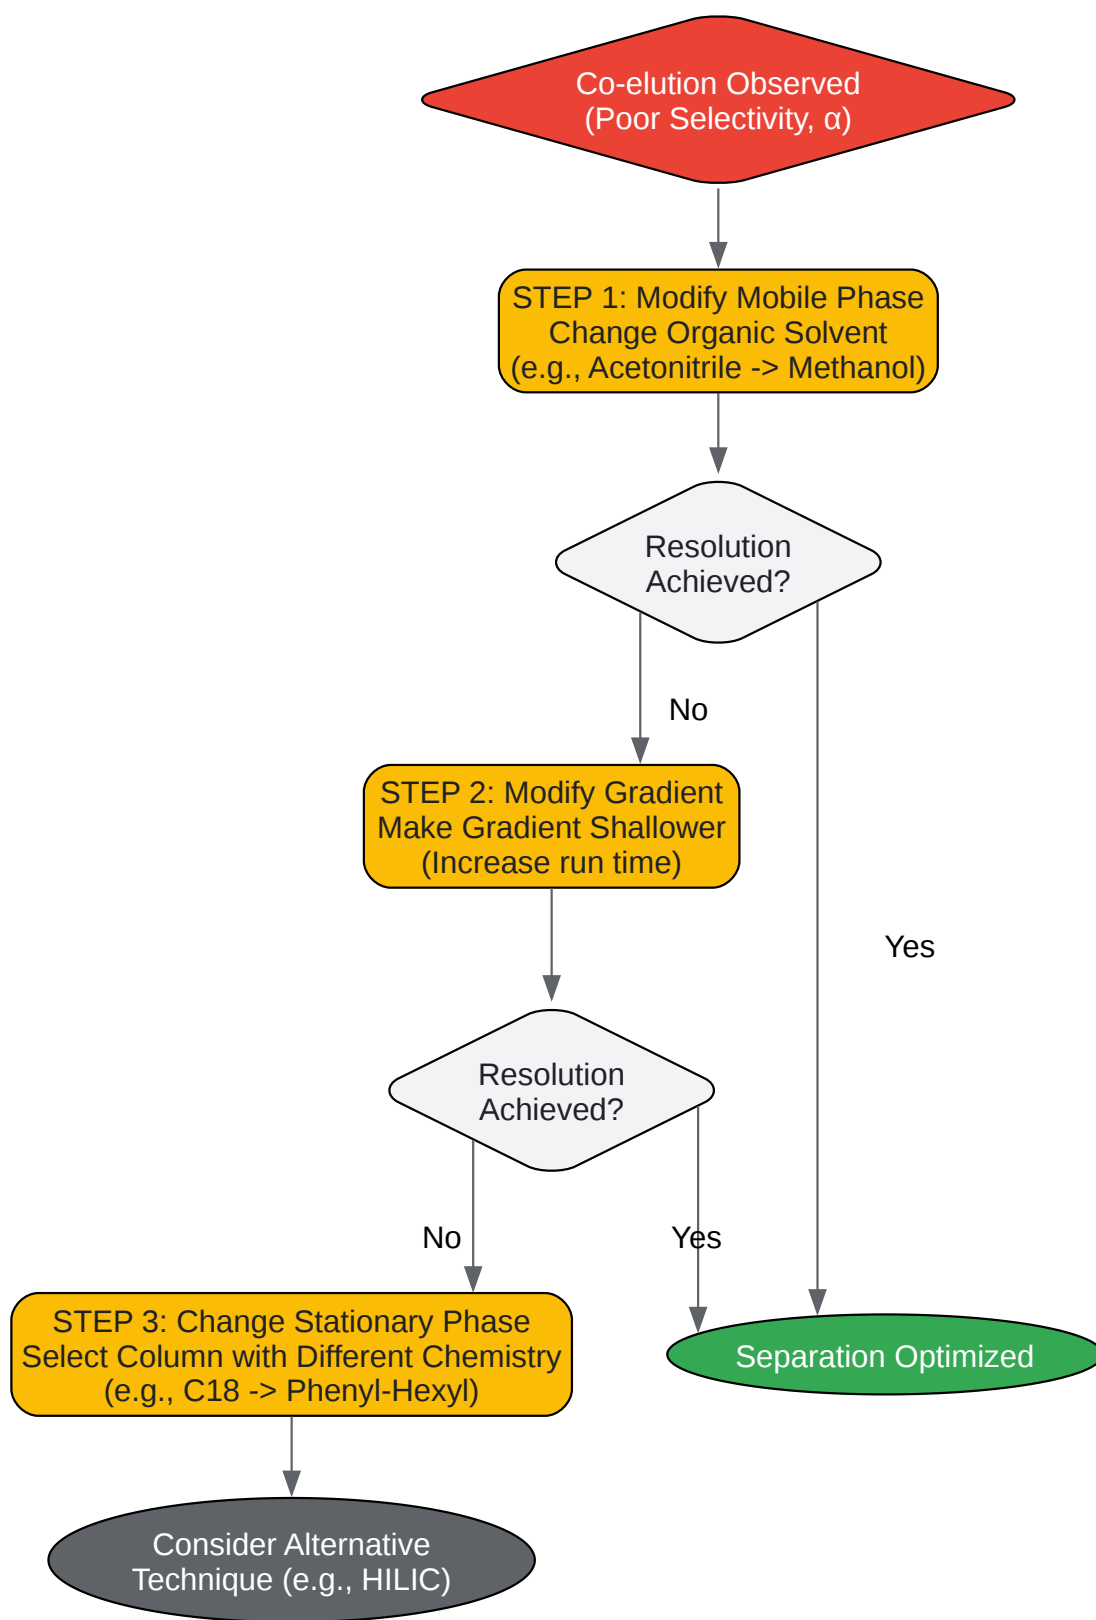 Co-elution Observed
(Poor Selectivity, α)
STEP 1: Modify Mobile Phase
Change Organic Solvent
(e.g., Acetonitrile -> Methanol)
Resolution
Achieved?
No
STEP 2: Modify Gradient
Make Gradient Shallower
(Increase run time)
Yes
Resolution
Achieved?
No
Yes
STEP 3: Change Stationary Phase
Select Column with Different Chemistry
(e.g., C18 -> Phenyl-Hexyl)
Separation Optimized
Consider Alternative
Technique (e.g., HILIC)